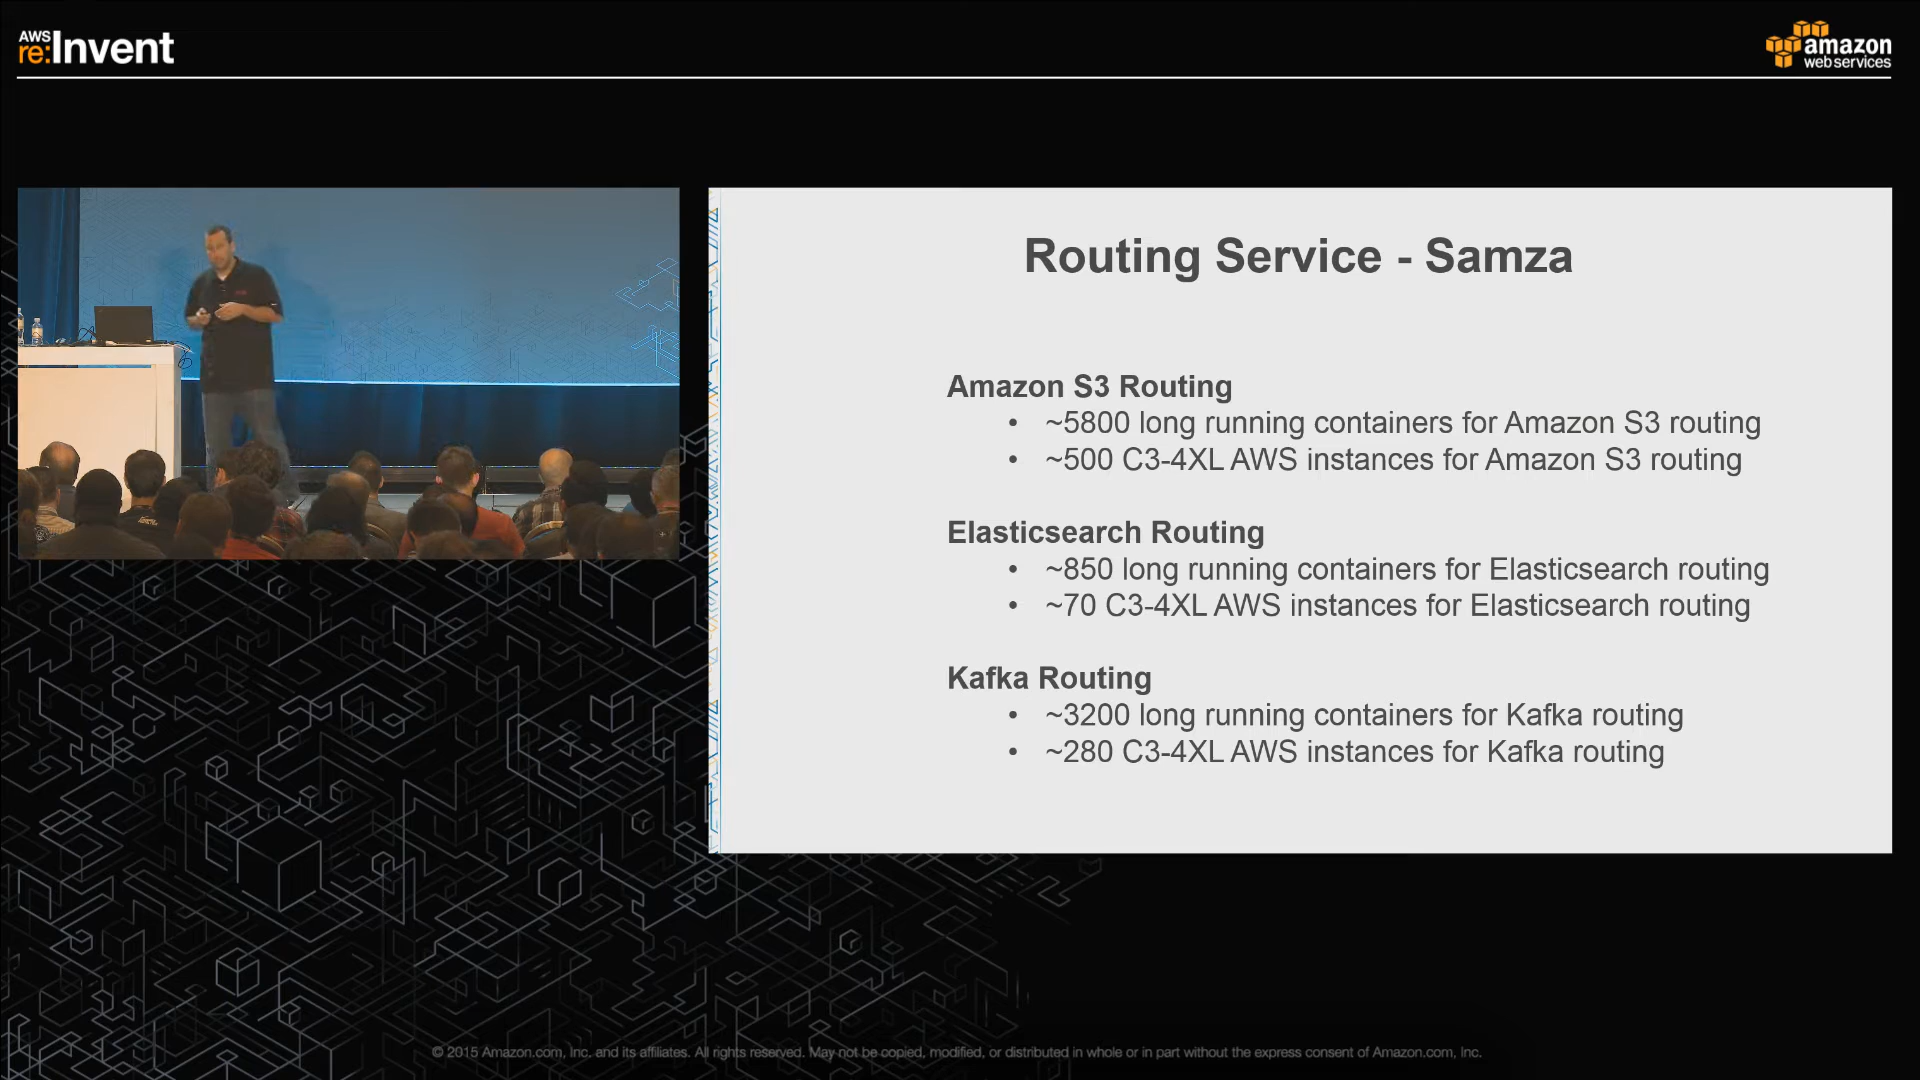 AWS
re:Invent
amazon
web services
Routing Service - Samza
Amazon S3 Routing
• ~5800 long running containers for Amazon S3 routing
• ~500 C3-4XL AWS instances for Amazon S3 routing
Elasticsearch Routing
• ~850 long running containers for Elasticsearch routing
• ~70 C3-4XL AWS instances for Elasticsearch routing
Kafka Routing
• ~3200 long running containers for Kafka routing
• ~280 C3-4XL AWS instances for Kafka routing
© 2015 Amazon.com, Inc. and its affiliates. All rights reserved. May not be copied, modified, or distributed in whole or in part without the express consent of Amazon.com, Inc.